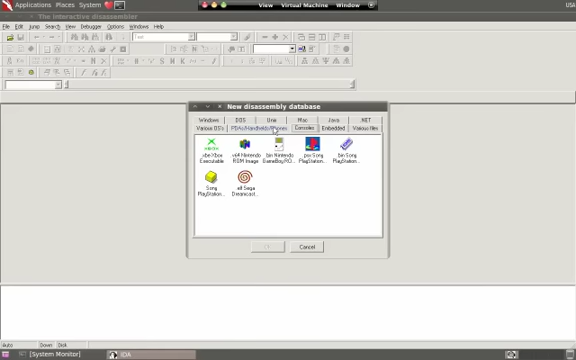 Applications Places System
View Virtual Machine Window
USA
The interactive disassembler
File Edit Jump Search View Debugger Options Windows Help
Text
New disassembly database
Windows DOS Unix Mac Java .NET
Various OS's PDAs/Handhelds/Phones Consoles Embedded Various files
xbe Xbox Executable
v64 Nintendo ROM Image
bin Nintendo GameBoy RO...
psx Sony PlayStation...
bin Sony PlayStation...
Sony PlayStation...
elf Sega Dreamcast...
Ok
Cancel
Auto Down Disk
[System Monitor]
IDA